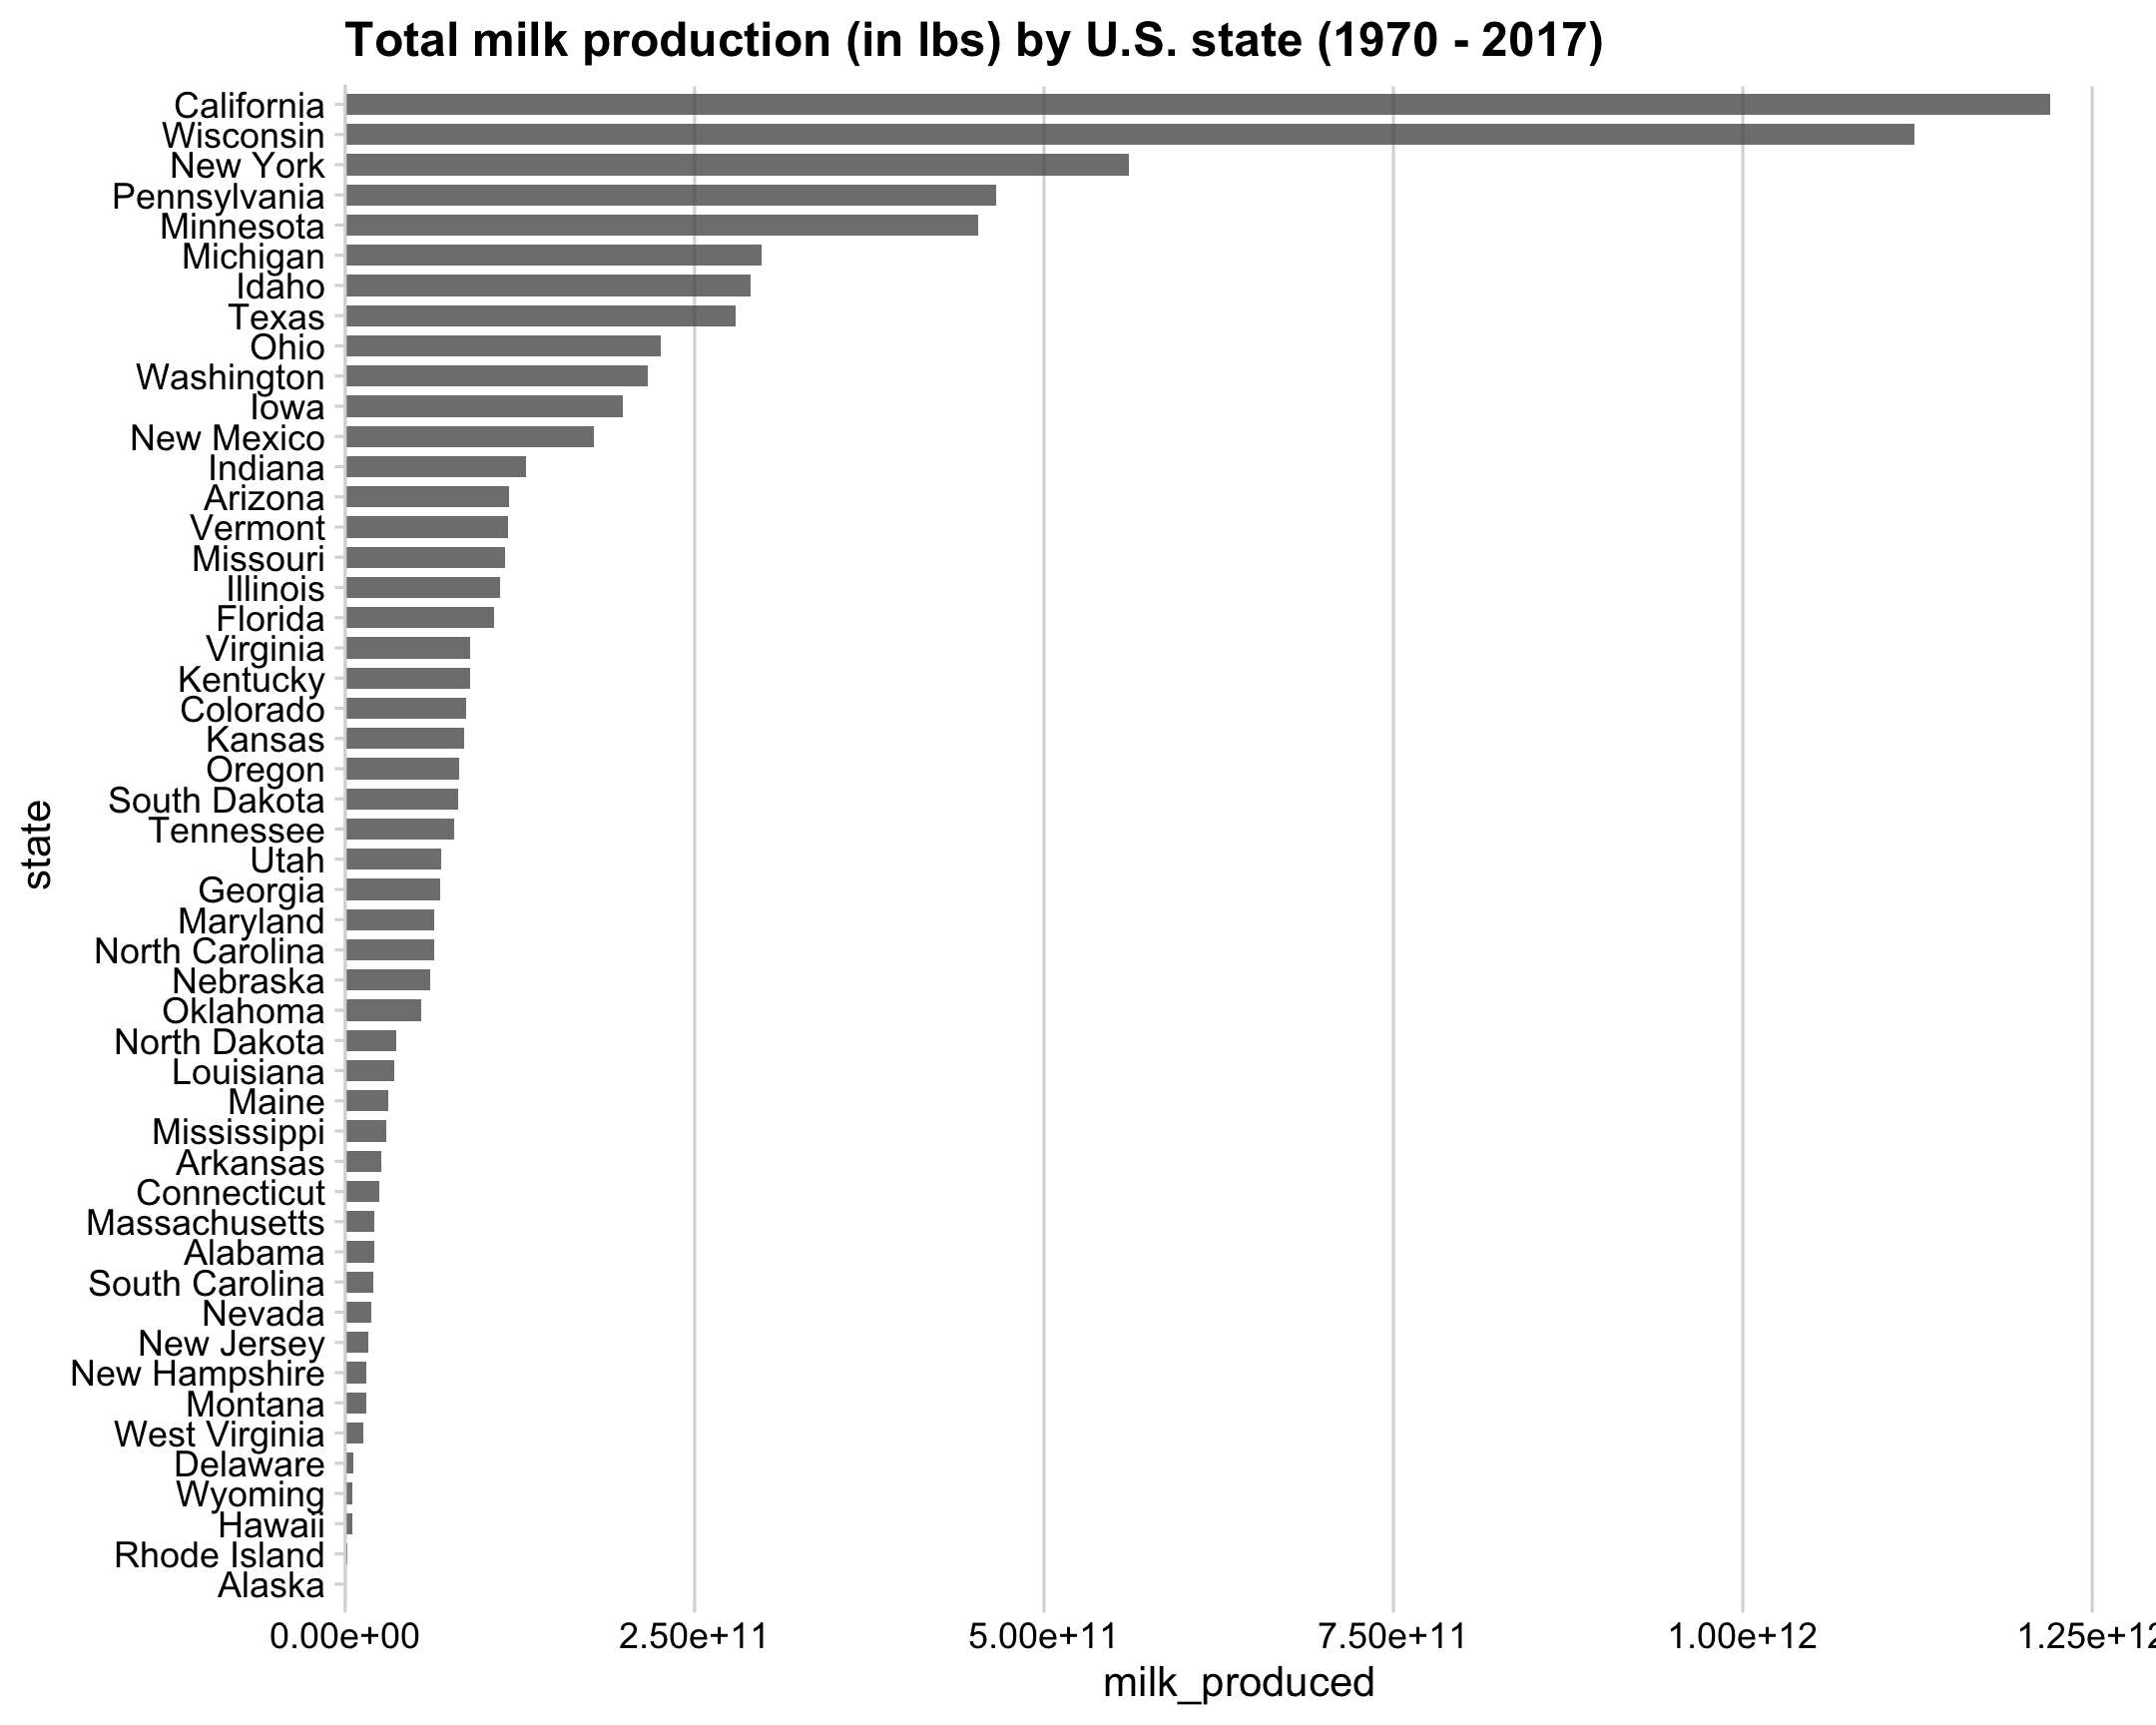 Total milk production (in lbs) by U.S. state (1970 - 2017)
California
Wisconsin
New York
Pennsylvania
Minnesota
Michigan
Idaho
Texas
Ohio
Washington
Iowa
New Mexico
Indiana
Arizona
Vermont
Missouri
Illinois
Florida
Virginia
Kentucky
Colorado
Kansas
Oregon
South Dakota
Tennessee
Utah
Georgia
Maryland
North Carolina
Nebraska
Oklahoma
North Dakota
Louisiana
Maine
Mississippi
Arkansas
Connecticut
Massachusetts
Alabama
South Carolina
Nevada
New Jersey
New Hampshire
Montana
West Virginia
Delaware
Wyoming
Hawaii
Rhode Island
Alaska
state
0.00e+00 2.50e+11 5.00e+11 7.50e+11 1.00e+12 1.25e+12
milk_produced